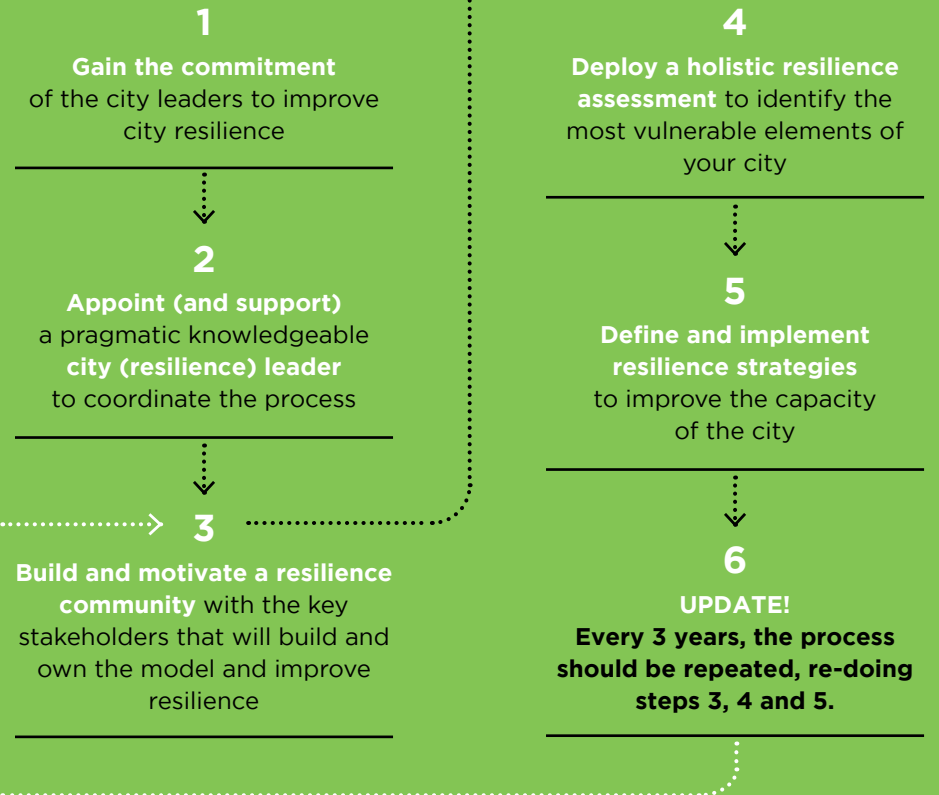 1
Gain the commitment
of the city leaders to improve
city resilience
2
Appoint (and support)
a pragmatic knowledgeable
city (resilience) leader
to coordinate the process
3
Build and motivate a resilience
community with the key
stakeholders that will build and
own the model and improve
resilience
4
Deploy a holistic resilience
assessment to identify the
most vulnerable elements of
your city
5
Define and implement
resilience strategies
to improve the capacity
of the city
6
UPDATE!
Every 3 years, the process
should be repeated, re-doing
steps 3, 4 and 5.